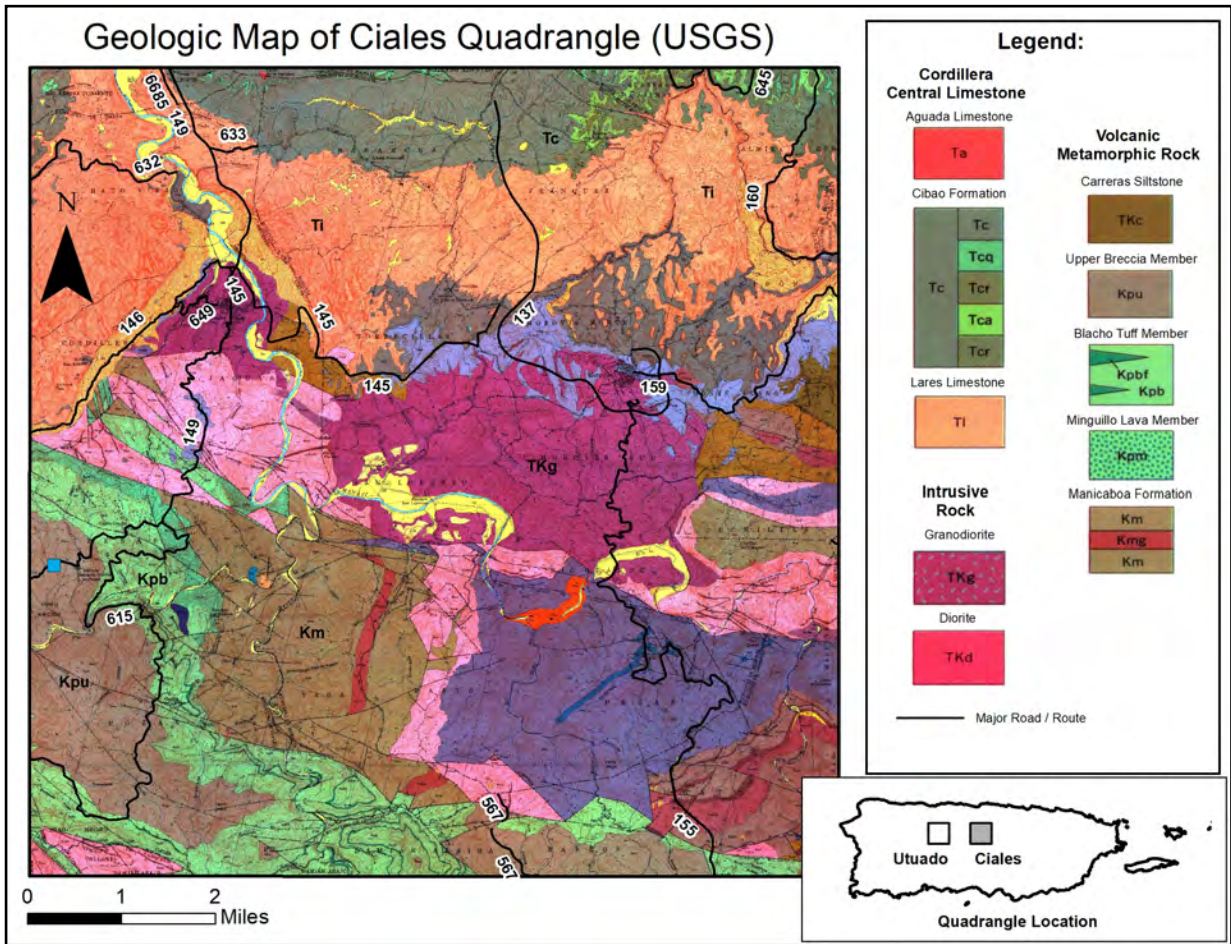 Geologic Map of Ciales Quadrangle (USGS)
6685
149
633
645
632
Tc
N
Ti
Ti
160
145
137
146
649
145
145
159
149
TKg
Kpb
615
Km
Kpu
567
155
567
0 1 2
Miles
Legend:
Cordillera
Central Limestone
Aguada Limestone
Ta
Cibao Formation
Tc
Tc
Tcq
Tcr
Tca
Tcr
Lares Limestone
Tl
Intrusive
Rock
Granodiorite
TKg
Diorite
TKd
Major Road / Route
Volcanic
Metamorphic Rock
Carreras Siltstone
TKc
Upper Breccia Member
Kpu
Blacho Tuff Member
Kpbf
Kpb
Minguillo Lava Member
Kpm
Manicaboa Formation
Km
Kmg
Km
Utuado Ciales
Quadrangle Location